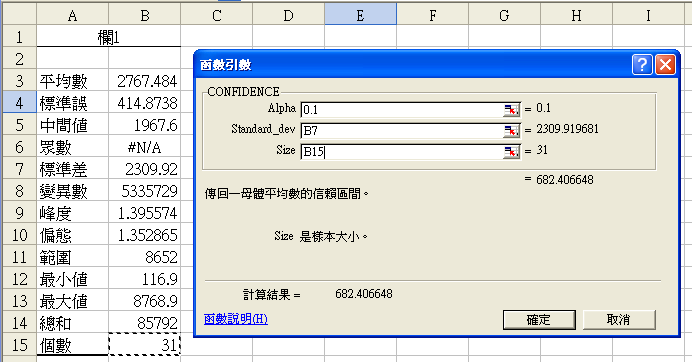 A B C D E F G H I
1 欄1
2
3 平均數 2767.484
4 標準誤 414.8738
5 中間值 1967.6
6 眾數 #N/A
7 標準差 2309.92
8 變異數 5335729
9 峰度 1.395574
10 偏態 1.352865
11 範圍 8652
12 最小值 116.9
13 最大值 8768.9
14 總和 85792
15 個數 31
函數引數
CONFIDENCE
Alpha 0.1 = 0.1
Standard_dev B7 = 2309.919681
Size B15 = 31
= 682.406648
傳回一母體平均數的信賴區間。
Size 是樣本大小。
計算結果 = 682.406648
函數說明(H) 確定 取消